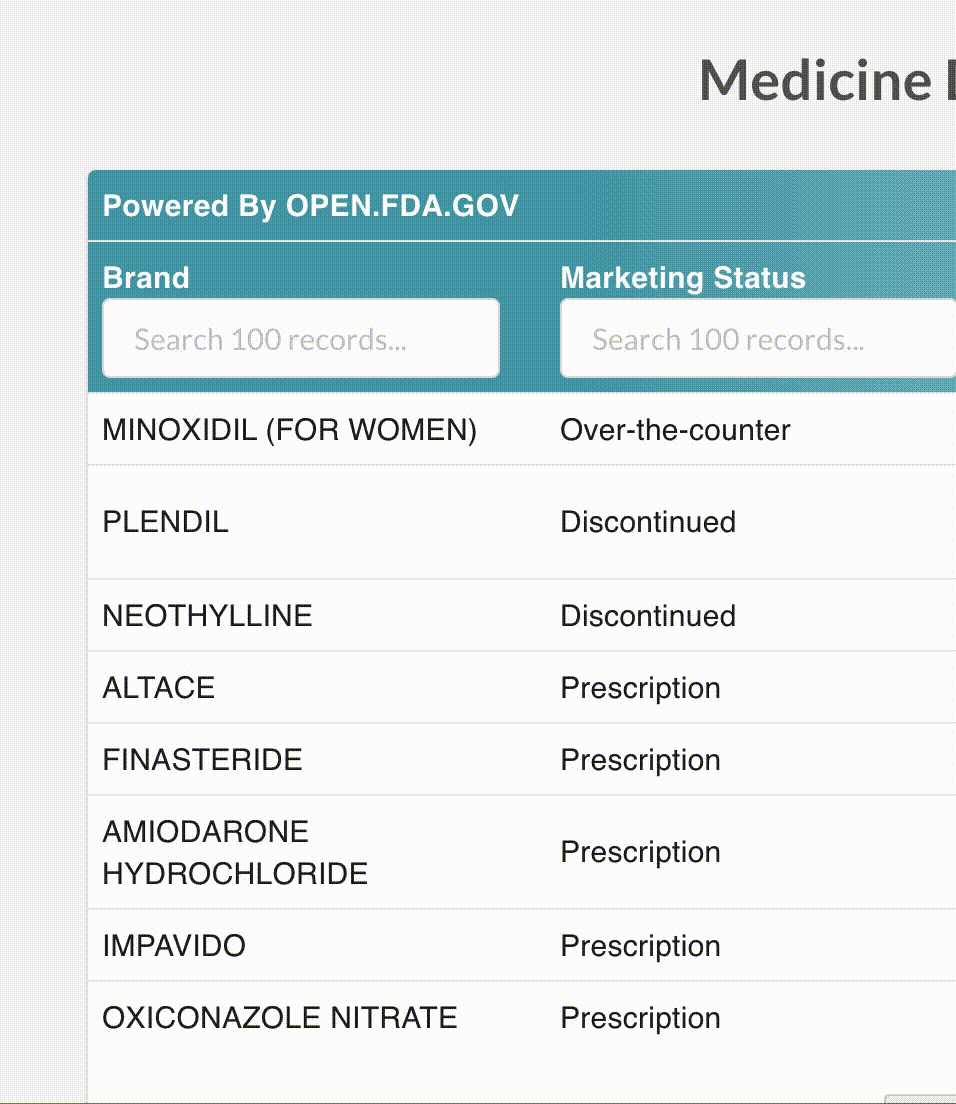 Medicine
Powered By OPEN.FDA.GOV
Brand Marketing Status
Search 100 records... Search 100 records...
MINOXIDIL (FOR WOMEN) Over-the-counter
PLENDIL Discontinued
NEOTHYLLINE Discontinued
ALTACE Prescription
FINASTERIDE Prescription
AMIODARONE
HYDROCHLORIDE Prescription
IMPAVIDO Prescription
OXICONAZOLE NITRATE Prescription